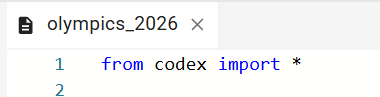 olympics_2026 ×
1 from codex import *
2